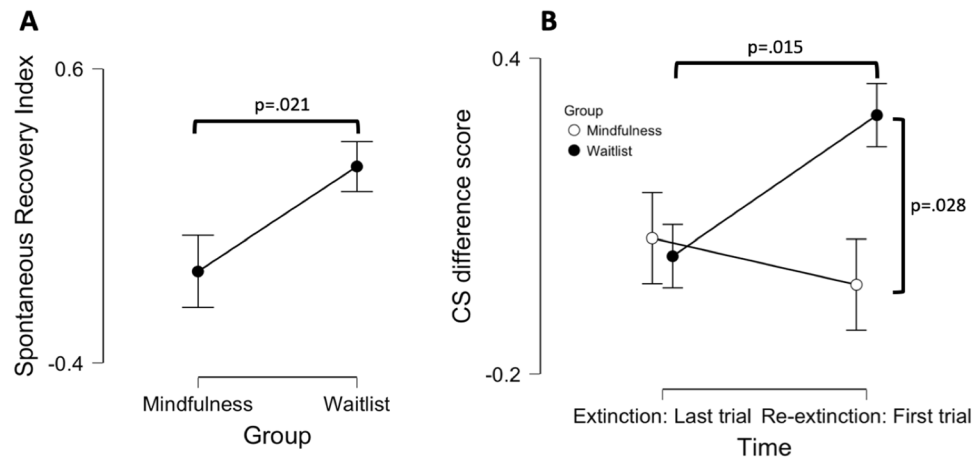 A
Spontaneous Recovery Index
0.6
-0.4
p=.021
Mindfulness
Waitlist
Group
B
CS difference score
0.4
-0.2
p=.015
Group
Mindfulness
Waitlist
p=.028
Extinction: Last trial
Re-extinction: First trial
Time